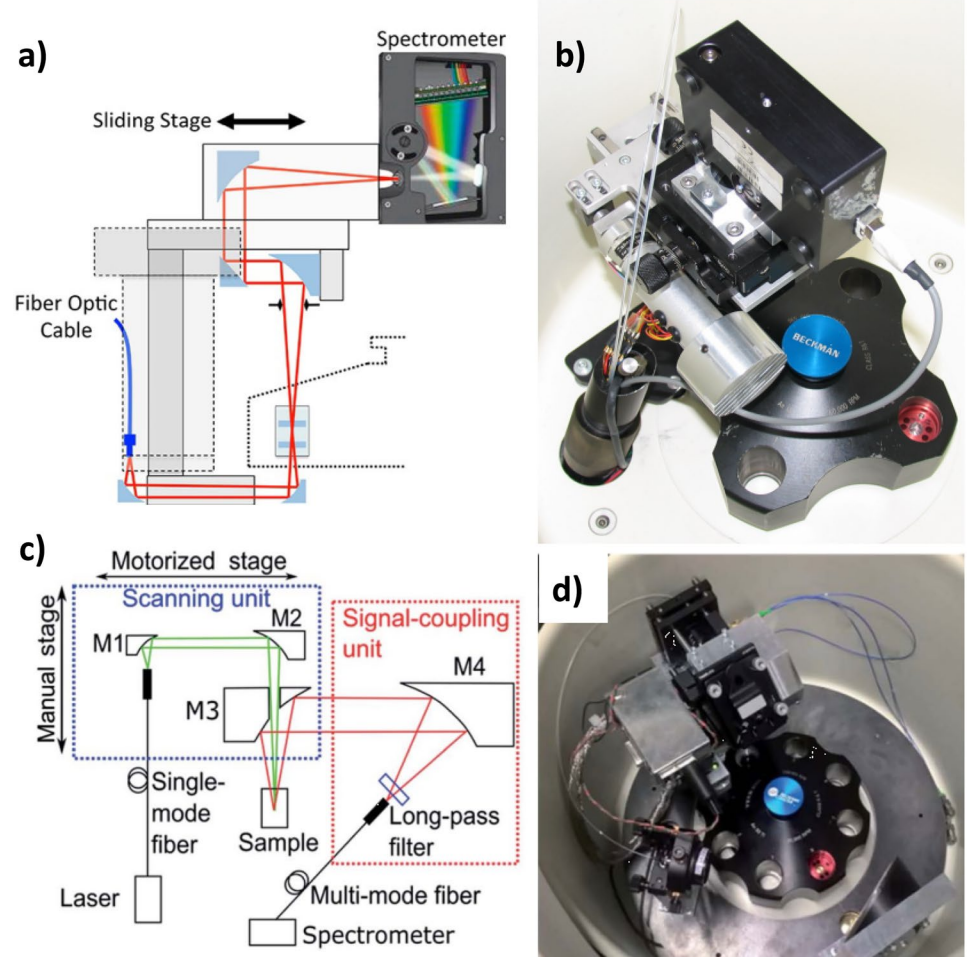 a)
Spectrometer
Sliding Stage
Fiber Optic
Cable
b)
BECKMAN
c)
Motorized stage
Manual stage
Scanning unit
M1
M2
M3
Signal-coupling
unit
M4
Single-
mode
fiber
Sample
Long-pass
filter
Laser
Multi-mode fiber
Spectrometer
d)